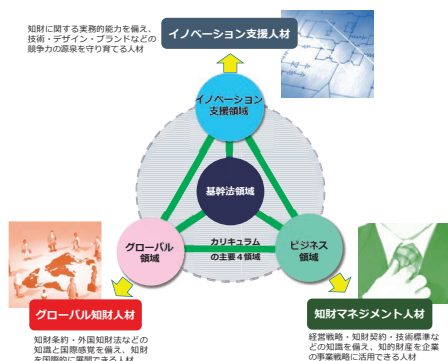 知財に関する実務的能力を備え、
技術・デザイン・ブランドなどの
競争力の源泉を守り育てる人材
イノベーション支援人材
イノベーション
支援領域
基幹法領域
グローバル
領域
カリキュラム
の主要4領域
ビジネス
領域
グローバル知財人材
知財条約・外国知財法などの
知識と国際感覚を備え、知財
を国際的に展開できる人材
知財マネジメント人材
経営戦略・知財契約・技術標準な
どの知識を備え、知的財産を企業
の事業戦略に活用できる人材